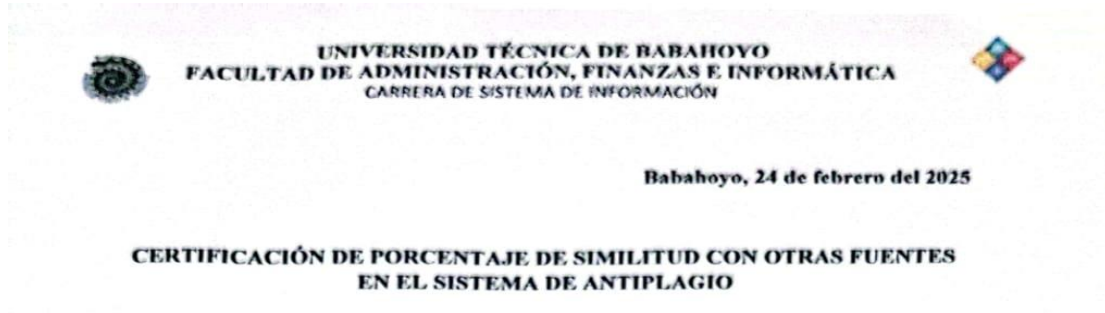 UNIVERSIDAD TÉCNICA DE BABAHOYO
FACULTAD DE ADMINISTRACIÓN, FINANZAS E INFORMÁTICA
CARRERA DE SISTEMA DE INFORMACIÓN
Babahoyo, 24 de febrero del 2025
CERTIFICACIÓN DE PORCENTAJE DE SIMILITUD CON OTRAS FUENTES
EN EL SISTEMA DE ANTIPLAGIO